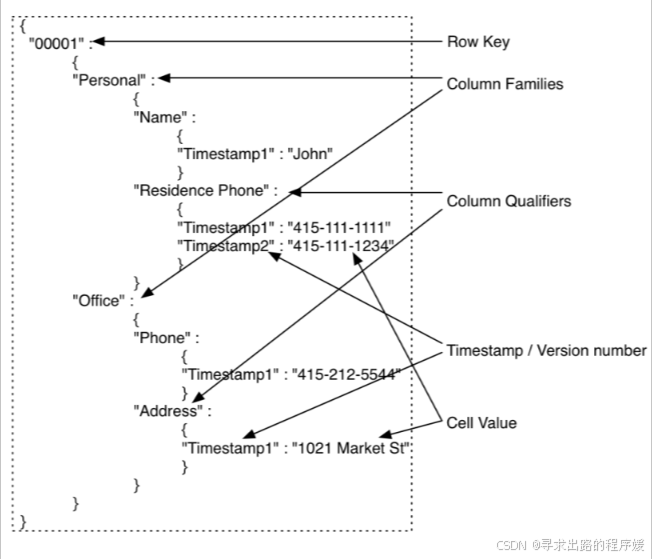 {
"00001" :
Row Key
{
"Personal" :
Column Families
{
"Name" :
{
"Timestamp1" : "John"
}
"Residence Phone" :
Column Qualifiers
{
"Timestamp1" : "415-111-1111"
"Timestamp2" : "415-111-1234"
}
}
"Office" :
{
"Phone" :
Timestamp / Version number
{
"Timestamp1" : "415-212-5544"
}
"Address" :
Cell Value
{
"Timestamp1" : "1021 Market St"
}
}
}
}
CSDN @寻求出路的程序媛